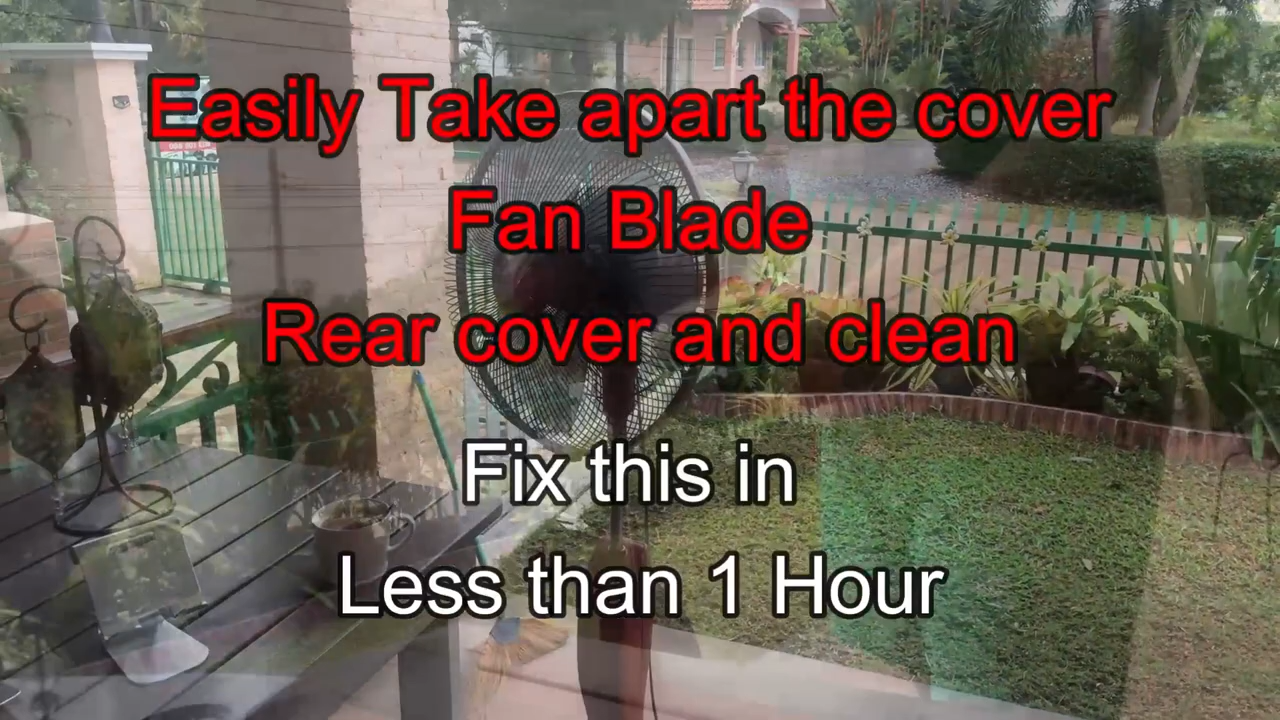 Easily Take apart the cover
Fan Blade
Rear cover and clean
Fix this in
Less than 1 Hour